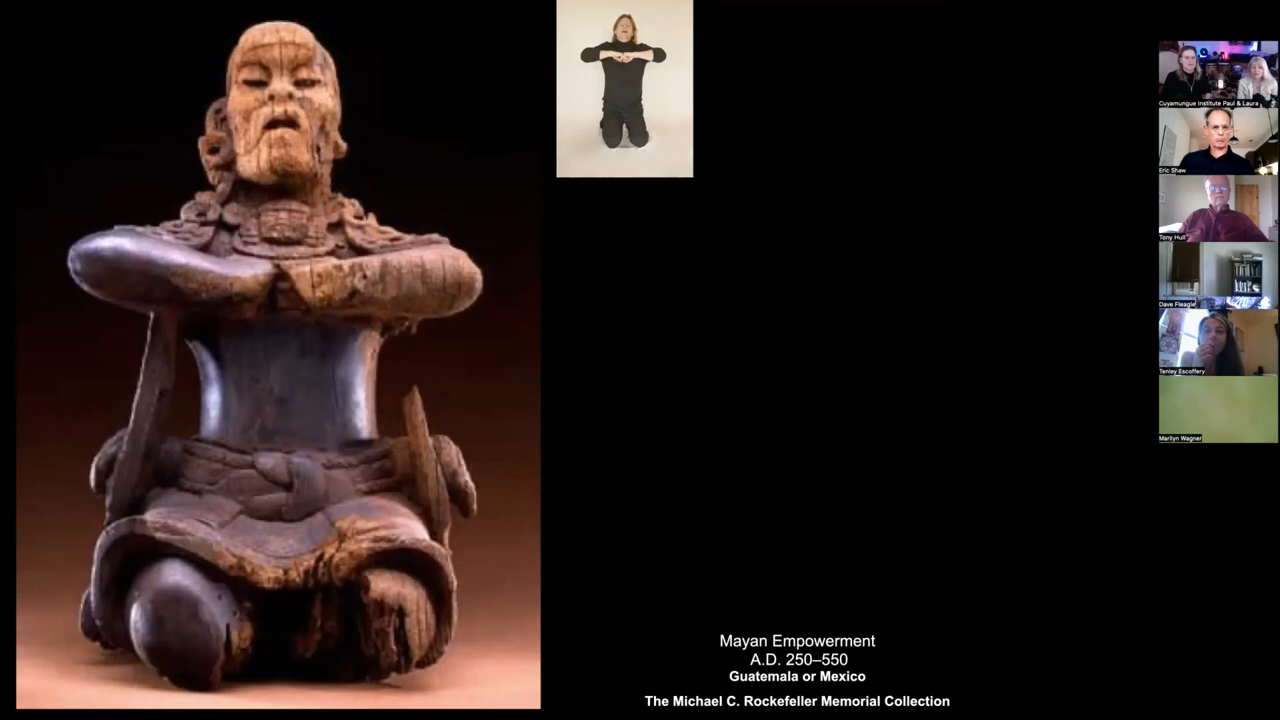 Mayan Empowerment
A.D. 250–550
Guatemala or Mexico
The Michael C. Rockefeller Memorial Collection
Cuyamungue Institute Paul & Laura
Eric Shaw
Tony Hull
Dave Fleagle
Tenley Escoffery
Marilyn Wagner